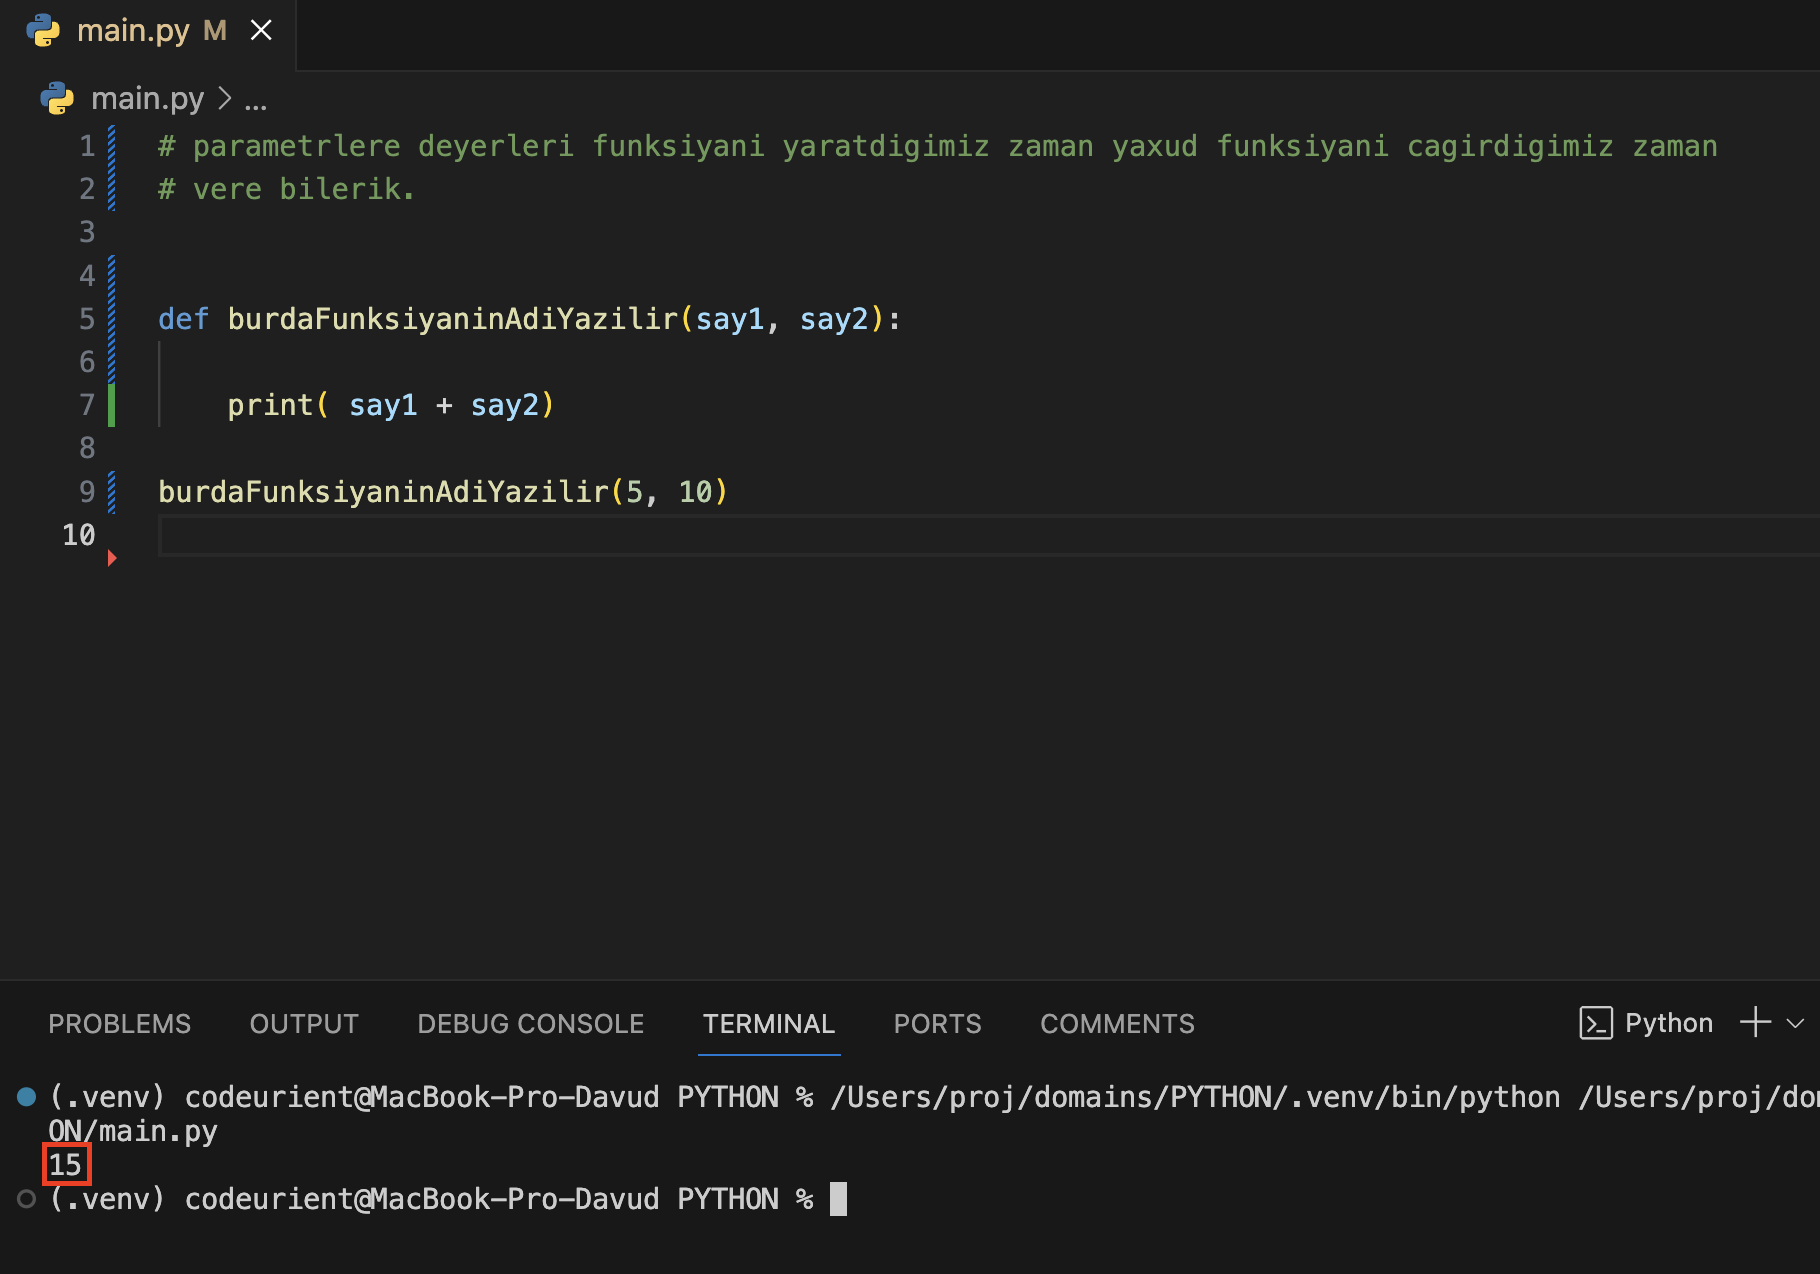 main.py M
main.py > ...
1 # parametrlere deyerleri funksiyani yaratdigimiz zaman yaxud funksiyani cagirdigimiz zaman
2 # vere bilerik.
3
4
5 def burdaFunksiyaninAdiYazilir(say1, say2):
6
7     print( say1 + say2)
8
9 burdaFunksiyaninAdiYazilir(5, 10)
10
PROBLEMS OUTPUT DEBUG CONSOLE TERMINAL PORTS COMMENTS Python
(.venv) codeurient@MacBook-Pro-Davud PYTHON % /Users/proj/domains/PYTHON/.venv/bin/python /Users/proj/do
ON/main.py
15
(.venv) codeurient@MacBook-Pro-Davud PYTHON %